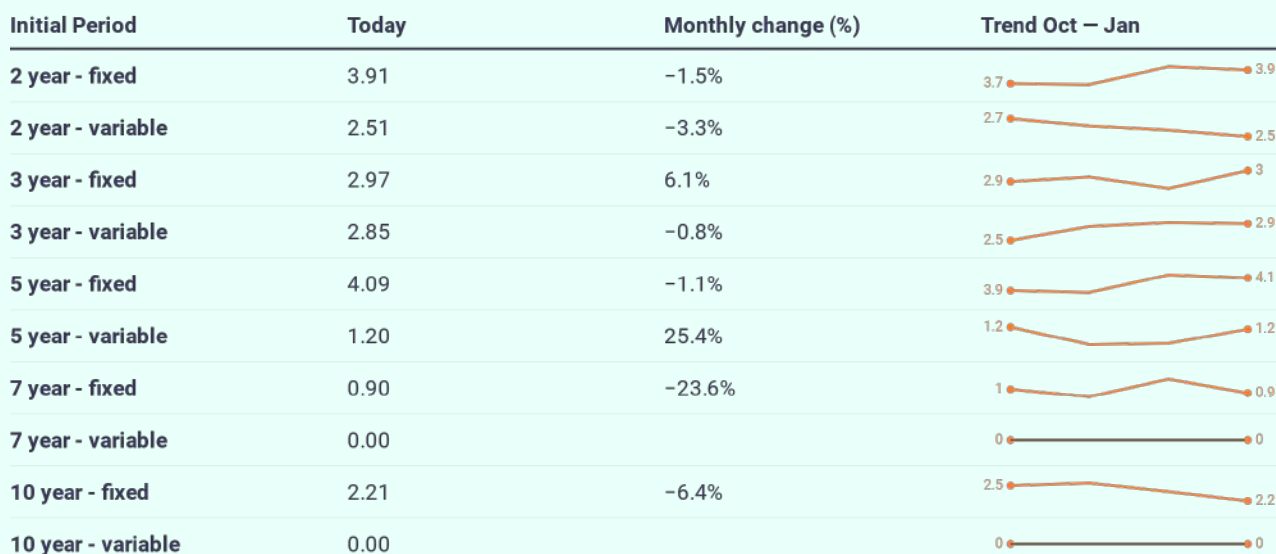 Initial Period Today Monthly change (%) Trend Oct – Jan
2 year - fixed 3.91 −1.5% 3.7 3.9
2 year - variable 2.51 −3.3% 2.7 2.5
3 year - fixed 2.97 6.1% 2.9 3
3 year - variable 2.85 −0.8% 2.5 2.9
5 year - fixed 4.09 −1.1% 3.9 4.1
5 year - variable 1.20 25.4% 1.2 1.2
7 year - fixed 0.90 −23.6% 1 0.9
7 year - variable 0.00 0 0
10 year - fixed 2.21 −6.4% 2.5 2.2
10 year - variable 0.00 0 0